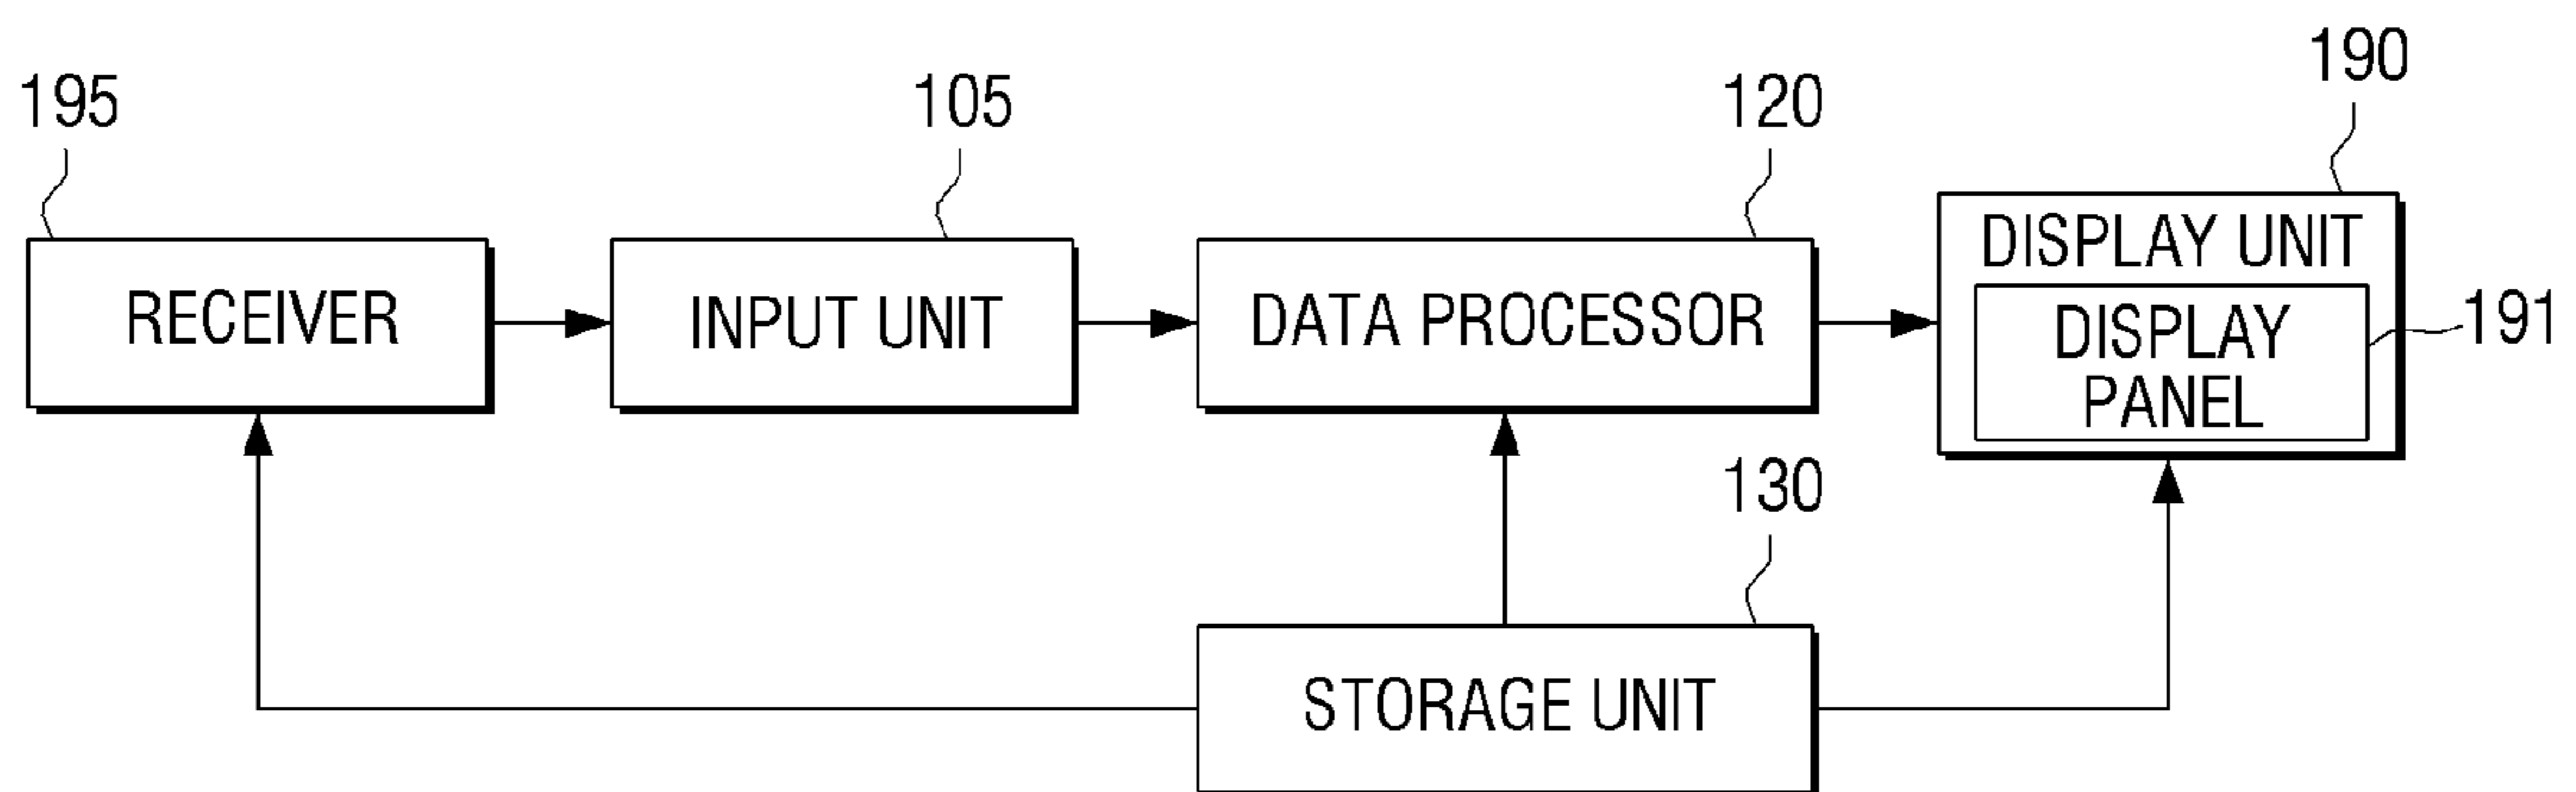 195
105
120
190
RECEIVER
INPUT UNIT
DATA PROCESSOR
DISPLAY UNIT
DISPLAY
PANEL
191
130
STORAGE UNIT